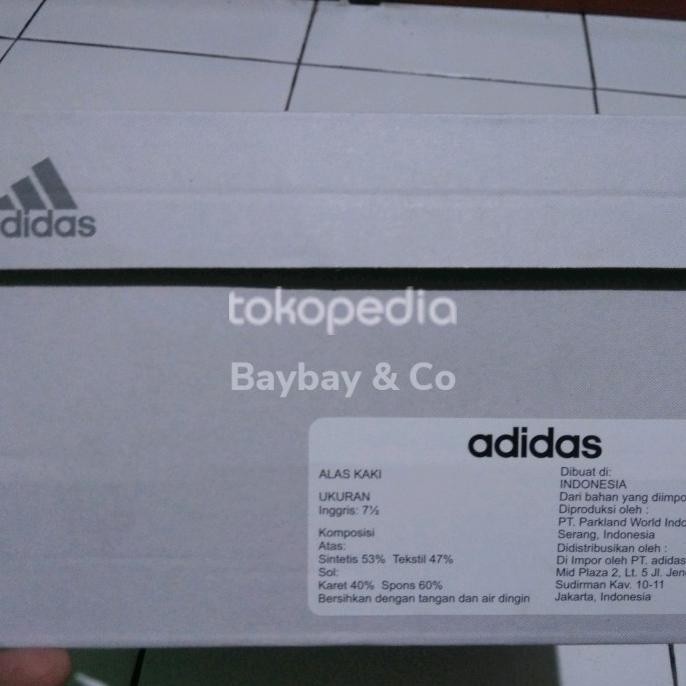 adidas
tokopedia
Baybay & Co
adidas
ALAS KAKI
UKURAN
Inggris: 7½
Komposisi
Atas:
Sintetis 53% Tekstil 47%
Sol:
Karet 40% Spons 60%
Bersihkan dengan tangan dan air dingin
Dibuat di:
INDONESIA
Dari bahan yang
Diproduksi oleh :
PT. Parkland World
Serang, Indonesia
Didistribusikan oleh :
Di Impor oleh PT. adidas
Mid Plaza 2, Lt. 5 Jl.
Sudirman Kav. 10-11
Jakarta, Indonesia